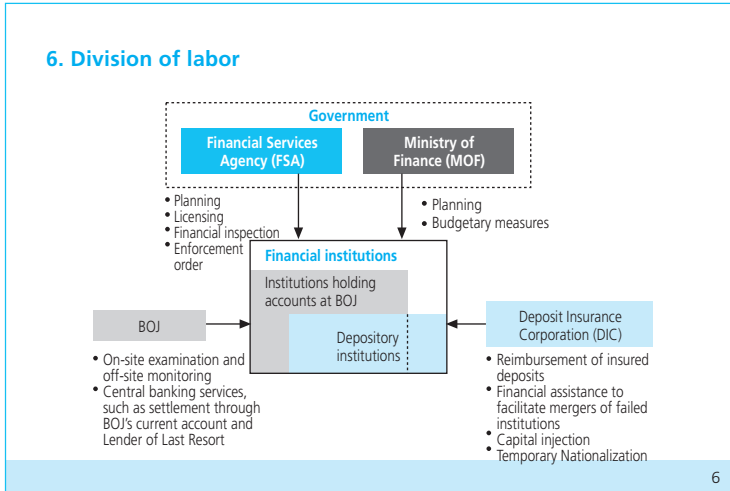 6. Division of labor
Government
Financial Services
Agency (FSA)
Ministry of
Finance (MOF)
• Planning
• Licensing
• Financial inspection
• Enforcement
order
• Planning
• Budgetary measures
Financial institutions
Institutions holding
accounts at BOJ
Depository
institutions
BOJ
• On-site examination and
off-site monitoring
• Central banking services,
such as settlement through
BOJ's current account and
Lender of Last Resort
Deposit Insurance
Corporation (DIC)
• Reimbursement of insured
deposits
• Financial assistance to
facilitate mergers of failed
institutions
• Capital injection
• Temporary Nationalization
6